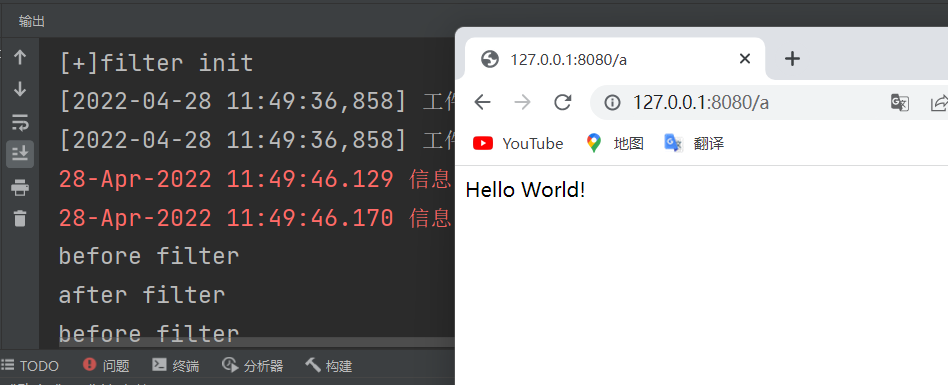 输出
[+]filter init
[2022-04-28 11:49:36,858] 工件
[2022-04-28 11:49:36,858] 工件
28-Apr-2022 11:49:46.129 信息
28-Apr-2022 11:49:46.170 信息
before filter
after filter
before filter
TODO 问题 终端 分析器 构建
127.0.0.1:8080/a
127.0.0.1:8080/a
YouTube 地图 翻译
Hello World!